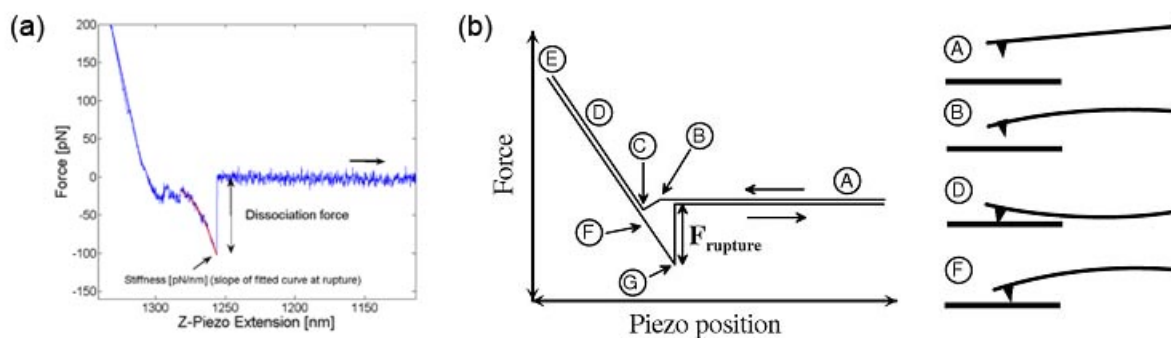 (a)
Force [pN]
200
150
100
50
0
-50
-100
-150
Dissociation force
Stiffness [pN/nm] (slope of fitted curve at rupture)
1300
1250
1200
1150
Z-Piezo Extension [nm]
(b)
Force
E
D
C
B
A
F
F rupture
G
Piezo position
A
B
D
F